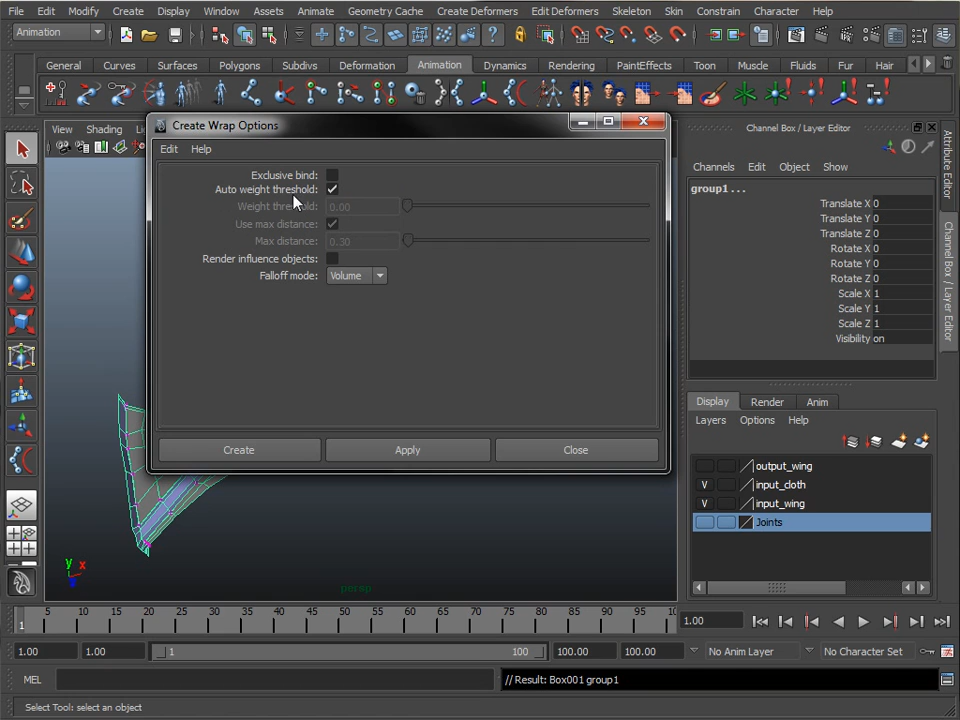 File Edit Modify Create Display Window Assets Animate Geometry Cache Create Deformers Edit Deformers Skeleton Skin Constrain Character Help
Animation
General Curves Surfaces Polygons Subdivs Deformation Animation Dynamics Rendering PaintEffects Toon Muscle Fluids Fur Hair
View Shading
Create Wrap Options
Edit Help
Exclusive bind:
Auto weight threshold:
Weight threshold: 0.00
Use max distance:
Max distance: 0.30
Render influence objects:
Falloff mode: Volume
Create Apply Close
y x
z
persp
Channel Box / Layer Editor
Channels Edit Object Show
group1...
Translate X 0
Translate Y 0
Translate Z 0
Rotate X 0
Rotate Y 0
Rotate Z 0
Scale X 1
Scale Y 1
Scale Z 1
Visibility on
Display Render Anim
Layers Options Help
output_wing
V input_cloth
V input_wing
Joints
Attribute Editor
Channel Box / Layer Editor
1 5 10 15 20 25 30 35 40 45 50 55 60 65 70 75 80 85 90 95 10
1.00
1.00 1.00 1 100 100.00 100.00 No Anim Layer No Character Set
MEL // Result: Box001 group1
Select Tool: select an object